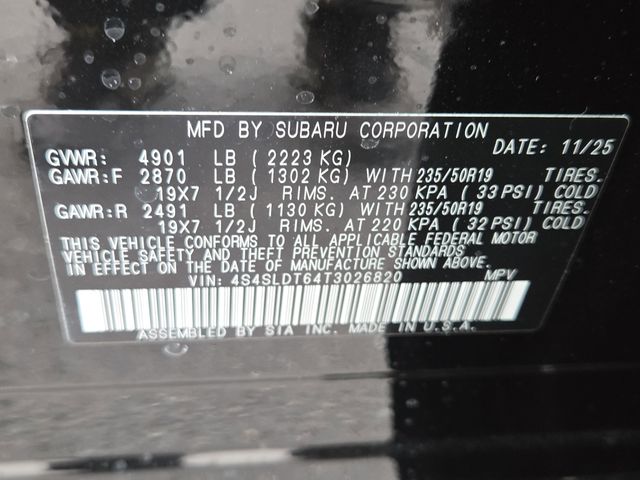 MFD BY SUBARU CORPORATION
DATE: 11/25
GVWR: 4901 LB (2223 KG)
GAWR:F 2870 LB (1302 KG) WITH 235/50R19 TIRES.
19X7 1/2J RIMS. AT 230 KPA (33 PSI) COLD
GAWR:R 2491 LB (1130 KG) WITH 235/50R19 TIRES.
19X7 1/2J RIMS. AT 220 KPA (32 PSI) COLD
THIS VEHICLE CONFORMS TO ALL APPLICABLE FEDERAL MOTOR
VEHICLE SAFETY AND THEFT PREVENTION STANDARDS
IN EFFECT ON THE DATE OF MANUFACTURE SHOWN ABOVE.
VIN: 4S4SLDT64T3026820 MPV
ASSEMBLED BY SIA INC. MADE IN U.S.A.